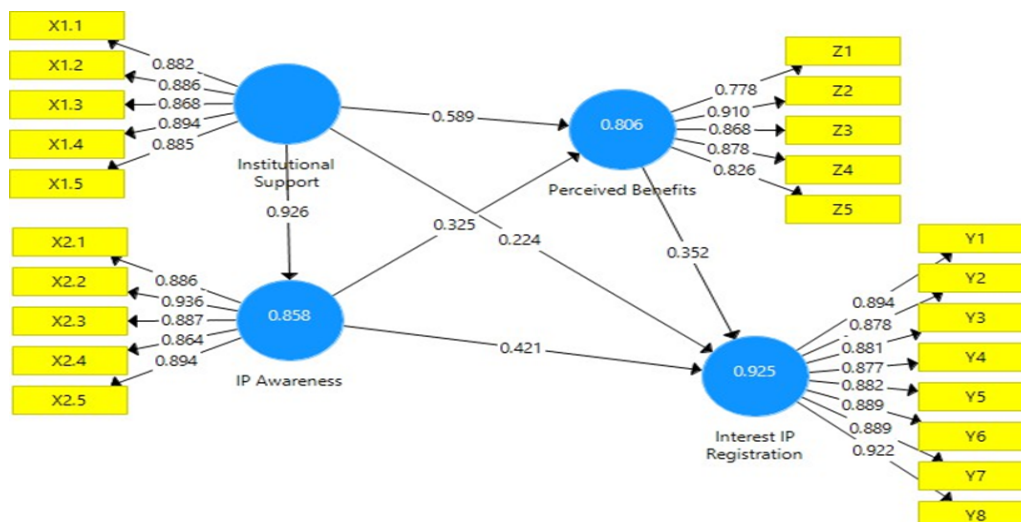 X1.1
X1.2
X1.3
X1.4
X1.5
0.882
0.886
0.868
0.894
0.885
Institutional
Support
0.589
0.926
0.325
0.224
0.806
Perceived Benefits
0.778
0.910
0.868
0.878
0.826
Z1
Z2
Z3
Z4
Z5
0.352
X2.1
X2.2
X2.3
X2.4
X2.5
0.886
0.936
0.887
0.864
0.894
0.858
IP Awareness
0.421
0.925
Interest IP
Registration
0.894
0.878
0.881
0.877
0.882
0.889
0.889
0.922
Y1
Y2
Y3
Y4
Y5
Y6
Y7
Y8